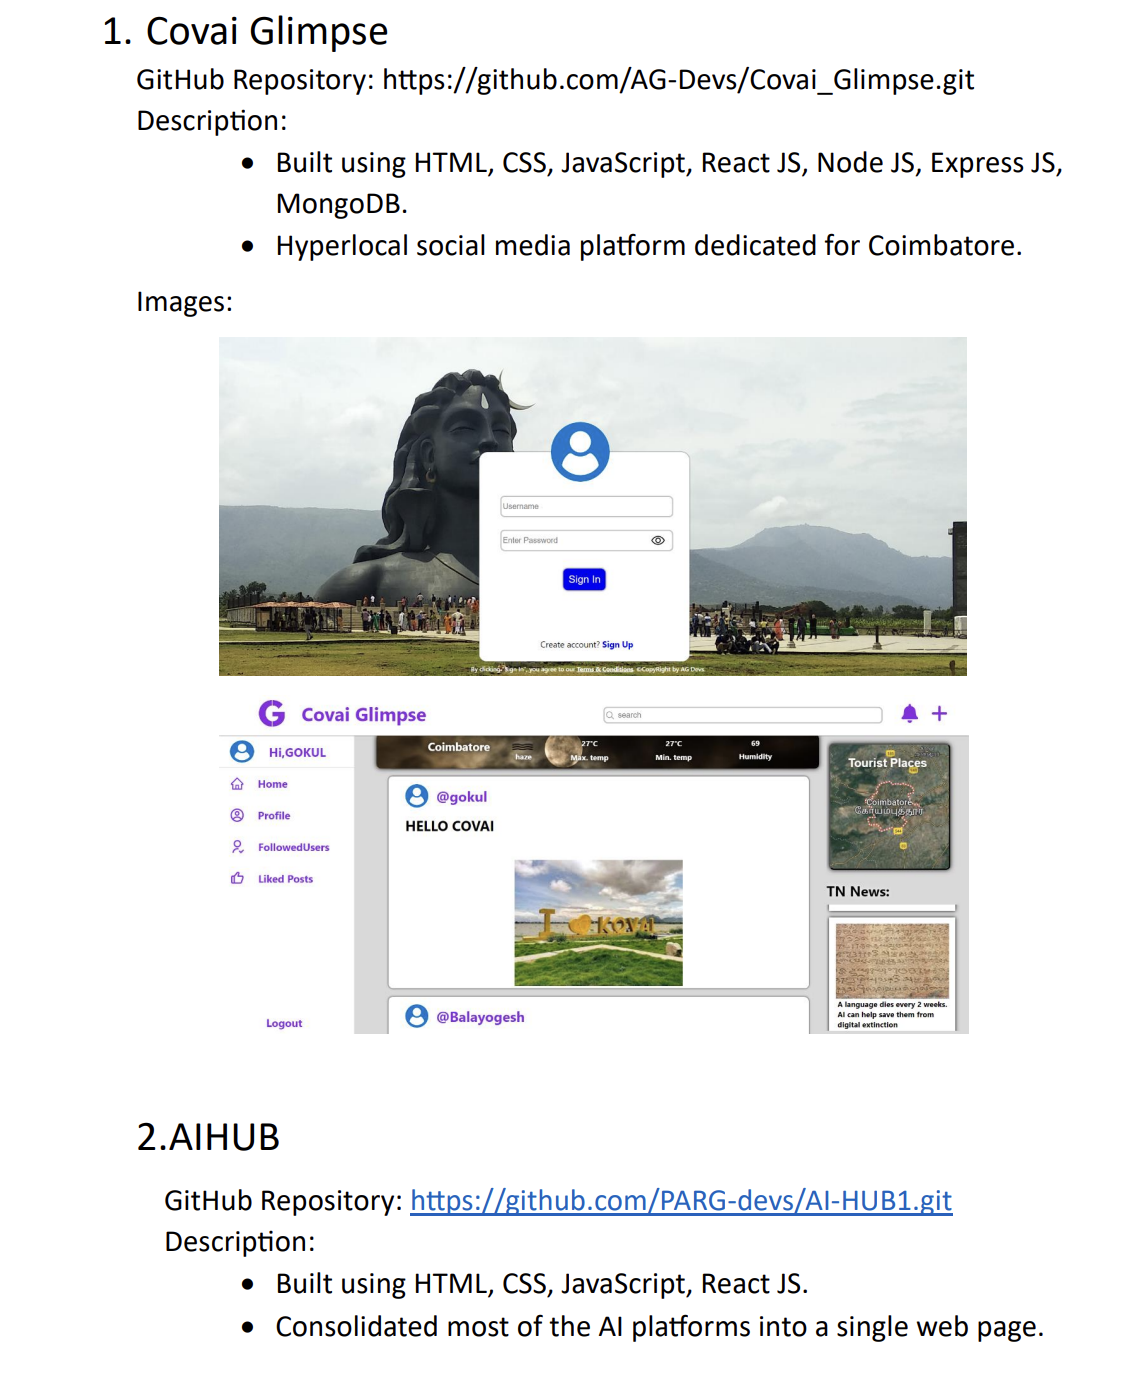 1. Covai Glimpse
GitHub Repository: https://github.com/AG-Devs/Covai_Glimpse.git
Description:
• Built using HTML, CSS, JavaScript, React JS, Node JS, Express JS,
MongoDB.
• Hyperlocal social media platform dedicated for Coimbatore.
Images:
Username
Enter Password
Sign In
Create account? Sign Up
By clicking "Sign In", you agree to our Terms & Conditions ©CopyRight by AG Devs
G Covai Glimpse
search
Hi,GOKUL
Home
Profile
FollowedUsers
Liked Posts
Logout
Coimbatore
haze
27°C
Max. temp
27°C
Min. temp
69
Humidity
@gokul
HELLO COVAI
I KOVAI
@Balayogesh
Tourist Places
Coimbatore
கோயம்புத்தூர்
TN News:
A language dies every 2 weeks.
AI can help save them from
digital extinction
2.AIHUB
GitHub Repository: https://github.com/PARG-devs/AI-HUB1.git
Description:
• Built using HTML, CSS, JavaScript, React JS.
• Consolidated most of the AI platforms into a single web page.